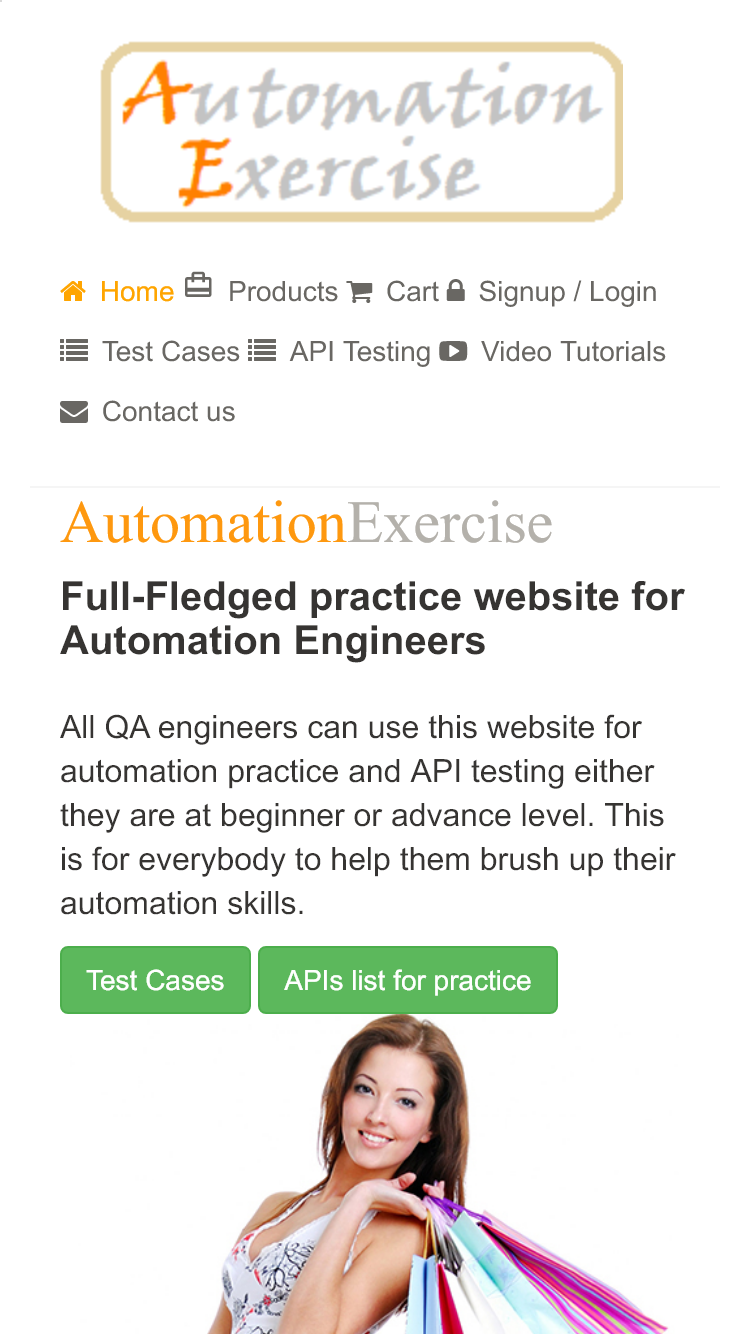 Automation
Exercise
Home Products Cart Signup / Login
Test Cases API Testing Video Tutorials
Contact us
AutomationExercise
Full-Fledged practice website for
Automation Engineers
All QA engineers can use this website for
automation practice and API testing either
they are at beginner or advance level. This
is for everybody to help them brush up their
automation skills.
Test Cases APIs list for practice